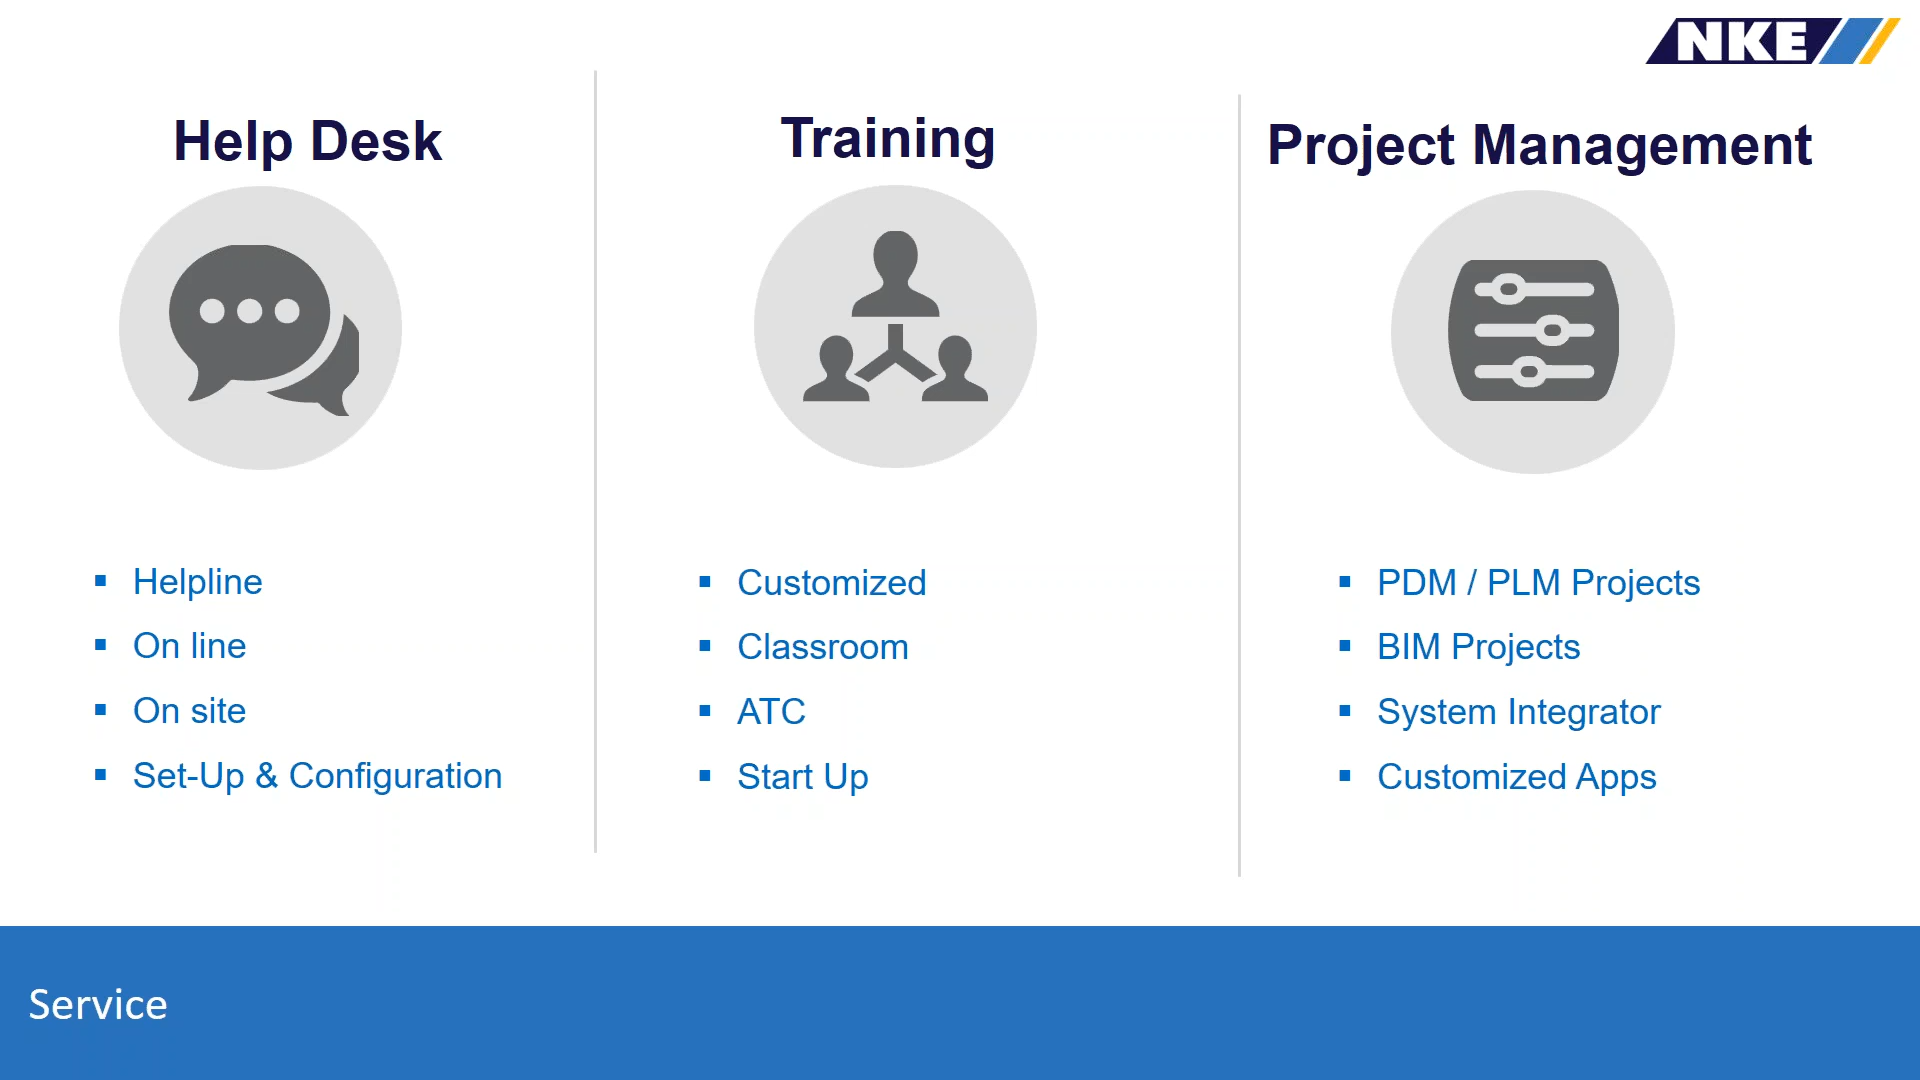 NKE
Help Desk
Helpline
On line
On site
Set-Up & Configuration
Training
Customized
Classroom
ATC
Start Up
Project Management
PDM / PLM Projects
BIM Projects
System Integrator
Customized Apps
Service